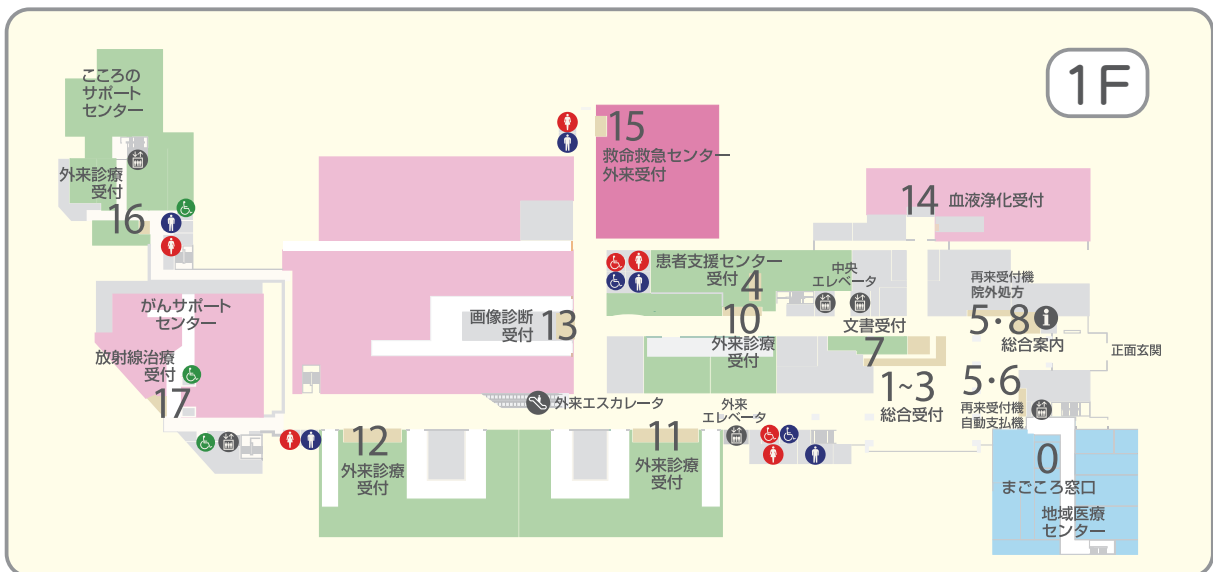 1F
こころの
サポート
センター
外来診療
受付
16
15
救命救急センター
外来受付
14
血液浄化受付
患者支援センター
受付
4
中央
エレベータ
再来受付機
院外処方
5・8
i
総合案内
正面玄関
がんサポート
センター
放射線治療
受付
17
画像診断
受付
13
10
外来診療
受付
文書受付
7
1~3
総合受付
5・6
再来受付機
自動支払機
外来エスカレータ
外来
エレベータ
12
外来診療
受付
11
外来診療
受付
0
まごころ窓口
地域医療
センター